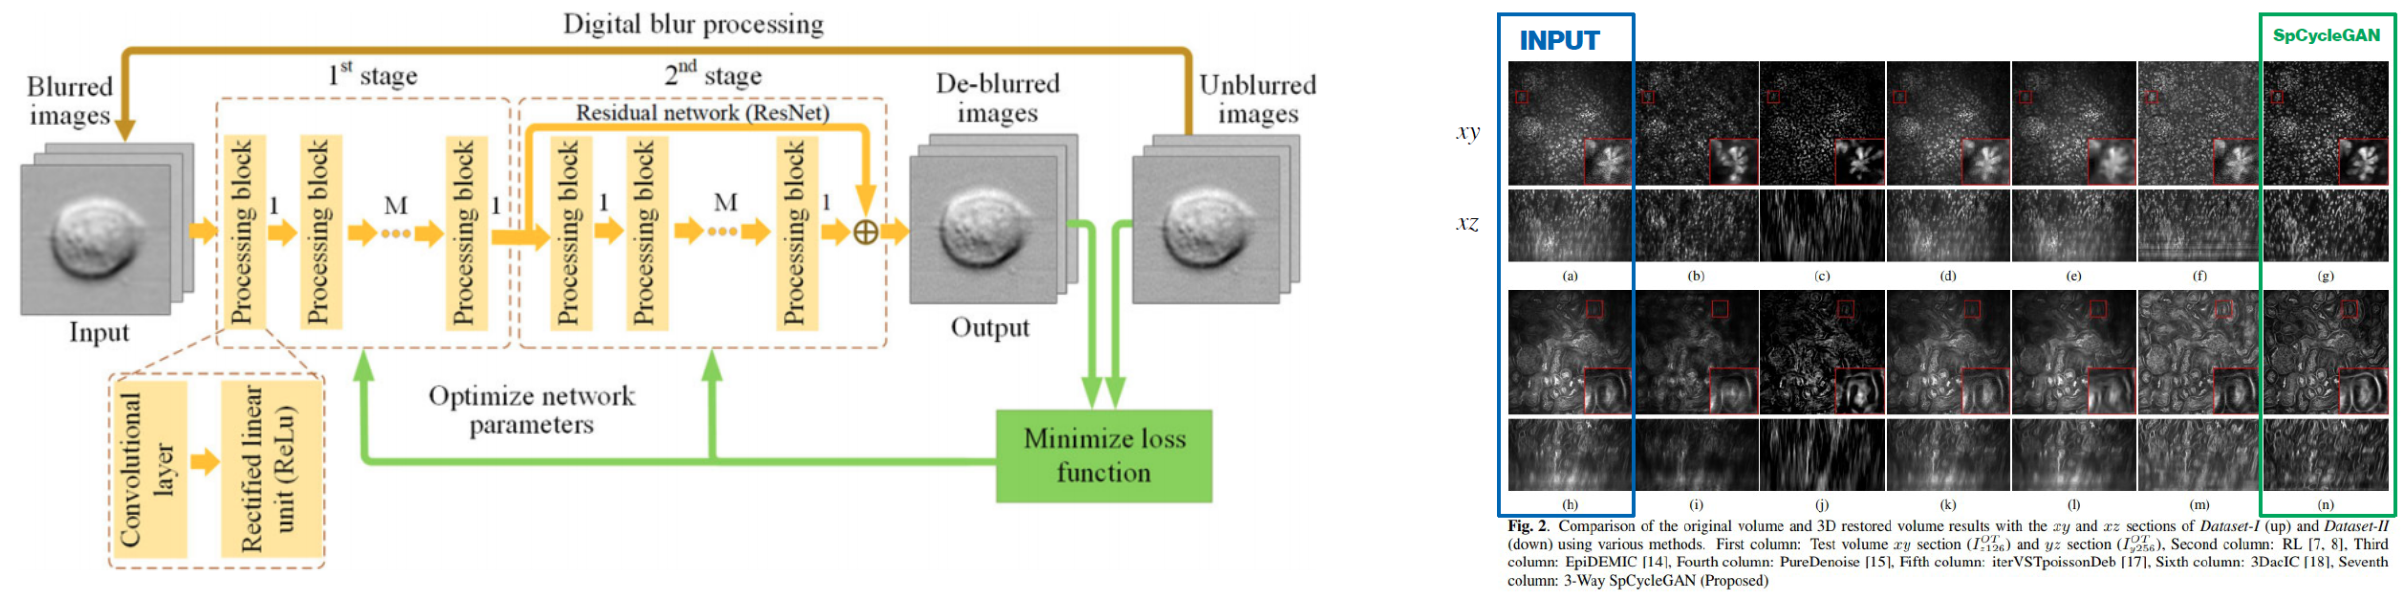 Digital blur processing
Blurred
images
1st stage
2nd stage
De-blurred
images
Unblurred
images
Residual network (ResNet)
Processing block
1
Processing block
M
Processing block
1
Processing block
1
Processing block
M
Processing block
1
Input
Output
Convolutional
layer
Rectified linear
unit (ReLu)
Optimize network
parameters
Minimize loss
function
INPUT
SpCycleGAN
xy
xz
(a)
(b)
(c)
(d)
(e)
(f)
(g)
(h)
(i)
(j)
(k)
(l)
(m)
(n)
Fig. 2. Comparison of the original volume and 3D restored volume results with the xy and xz sections of Dataset-I (up) and Dataset-II
(down) using various methods. First column: Test volume xy section (I^{OT}_{z126}) and yz section (I^{OT}_{y256}), Second column: RL [7, 8], Third
column: EpiDEMIC [14], Fourth column: PureDenoise [15], Fifth column: iterVSTpoissonDeb [17], Sixth column: 3DacIC [18], Seventh
column: 3-Way SpCycleGAN (Proposed)